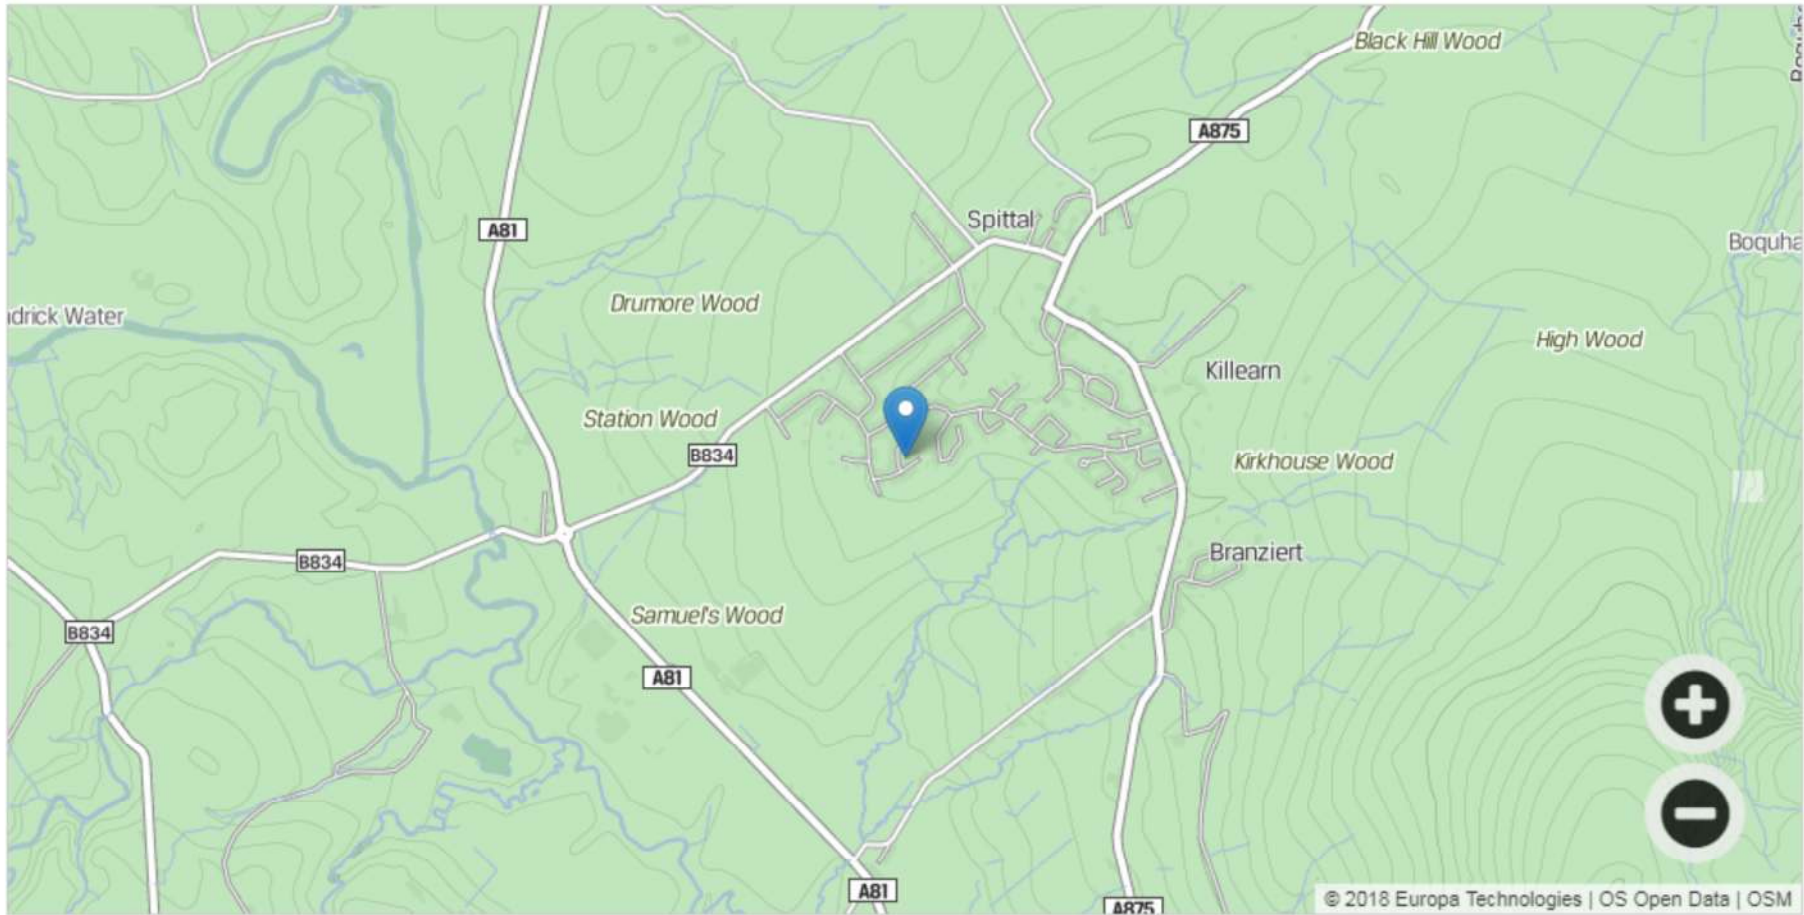 Black Hill Wood
A875
Spittal
A81
Boquha
Drumore Wood
drick Water
High Wood
Killearn
Station Wood
B834
Kirkhouse Wood
Branziert
B834
Samuel's Wood
B834
A81
A81
A875
© 2018 Europa Technologies | OS Open Data | OSM